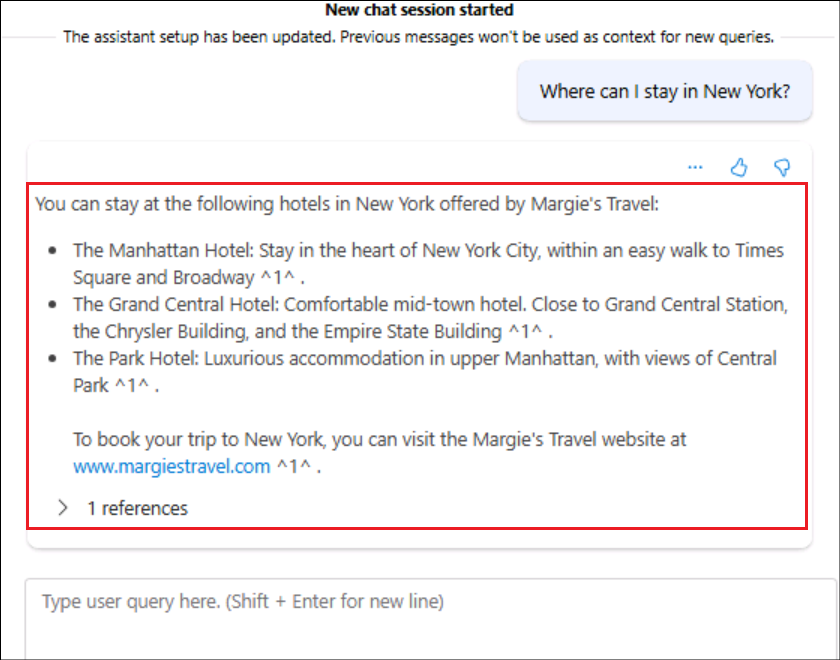 New chat session started
The assistant setup has been updated. Previous messages won't be used as context for new queries.
Where can I stay in New York?
You can stay at the following hotels in New York offered by Margie's Travel:
• The Manhattan Hotel: Stay in the heart of New York City, within an easy walk to Times
Square and Broadway ^1^ .
• The Grand Central Hotel: Comfortable mid-town hotel. Close to Grand Central Station,
the Chrysler Building, and the Empire State Building ^1^ .
• The Park Hotel: Luxurious accommodation in upper Manhattan, with views of Central
Park ^1^ .
To book your trip to New York, you can visit the Margie's Travel website at
www.margiestravel.com ^1^ .
1 references
Type user query here. (Shift + Enter for new line)